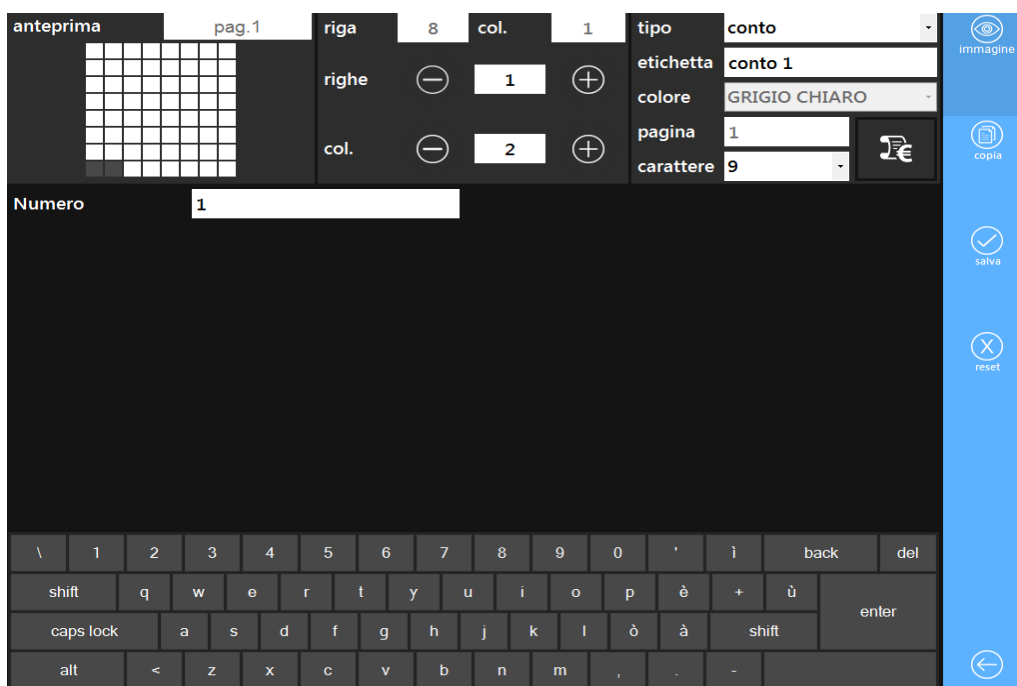 anteprima pag.1 riga 8 col. 1 tipo conto
immagine
righe 1 etichetta conto 1
colore GRIGIO CHIARO
col. 2 pagina 1
copia
carattere 9
Numero 1
salva
reset
\ 1 2 3 4 5 6 7 8 9 0 ' ì back del
shift q w e r t y u i o p è + ù
enter
caps lock a s d f g h j k l ò à shift
alt < z x c v b n m , . -